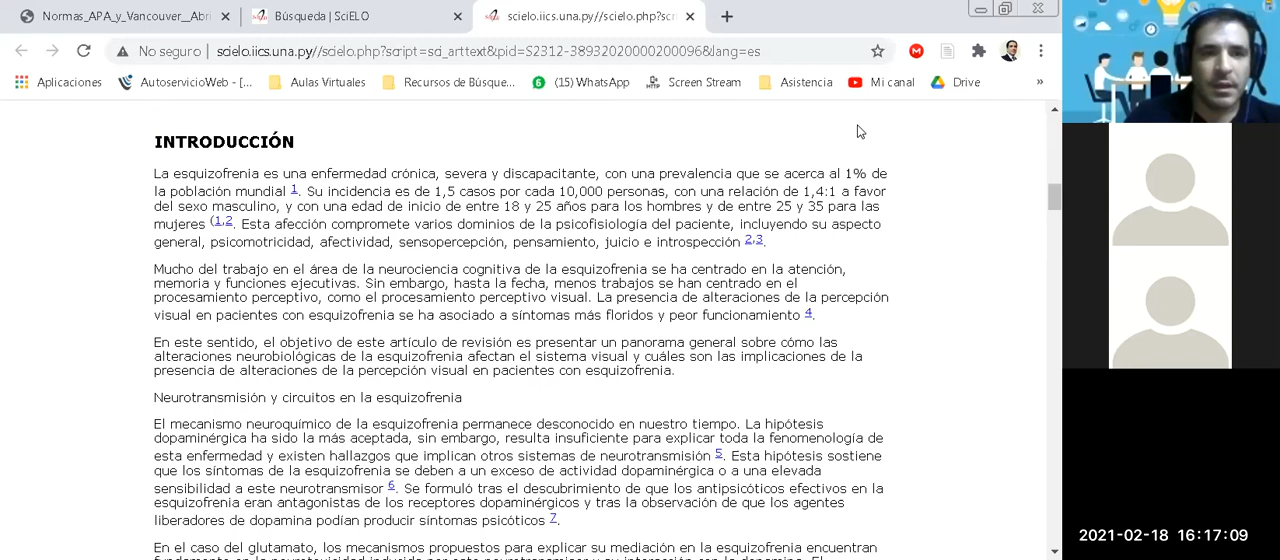 Normas_APA_y_Vancouver__Abri
Búsqueda | SciELO
scielo.iics.una.py//scielo.php?scri
No seguro
scielo.iics.una.py//scielo.php?script=sci_arttext&pid=S2312-38932020000200096&lang=es
Aplicaciones
AutoservicioWeb - [...
Aulas Virtuales
Recursos de Búsque...
(15) WhatsApp
Screen Stream
Asistencia
Mi canal
Drive
»
INTRODUCCIÓN
La esquizofrenia es una enfermedad crónica, severa y discapacitante, con una prevalencia que se acerca al 1% de
la población mundial 1. Su incidencia es de 1,5 casos por cada 10,000 personas, con una relación de 1,4:1 a favor
del sexo masculino, y con una edad de inicio de entre 18 y 25 años para los hombres y de entre 25 y 35 para las
mujeres (1,2. Esta afección compromete varios dominios de la psicofisiología del paciente, incluyendo su aspecto
general, psicomotricidad, afectividad, sensopercepción, pensamiento, juicio e introspección 2,3.
Mucho del trabajo en el área de la neurociencia cognitiva de la esquizofrenia se ha centrado en la atención,
memoria y funciones ejecutivas. Sin embargo, hasta la fecha, menos trabajos se han centrado en el
procesamiento perceptivo, como el procesamiento perceptivo visual. La presencia de alteraciones de la percepción
visual en pacientes con esquizofrenia se ha asociado a síntomas más floridos y peor funcionamiento 4.
En este sentido, el objetivo de este artículo de revisión es presentar un panorama general sobre cómo las
alteraciones neurobiológicas de la esquizofrenia afectan el sistema visual y cuáles son las implicaciones de la
presencia de alteraciones de la percepción visual en pacientes con esquizofrenia.
Neurotransmisión y circuitos en la esquizofrenia
El mecanismo neuroquímico de la esquizofrenia permanece desconocido en nuestro tiempo. La hipótesis
dopaminérgica ha sido la más aceptada, sin embargo, resulta insuficiente para explicar toda la fenomenología de
esta enfermedad y existen hallazgos que implican otros sistemas de neurotransmisión 5. Esta hipótesis sostiene
que los síntomas de la esquizofrenia se deben a un exceso de actividad dopaminérgica o a una elevada
sensibilidad a este neurotransmisor 6. Se formuló tras el descubrimiento de que los antipsicóticos efectivos en la
esquizofrenia eran antagonistas de los receptores dopaminérgicos y tras la observación de que los agentes
liberadores de dopamina podían producir síntomas psicóticos 7.
En el caso del glutamato, los mecanismos propuestos para explicar su mediación en la esquizofrenia encuentran
2021-02-18 16:17:09